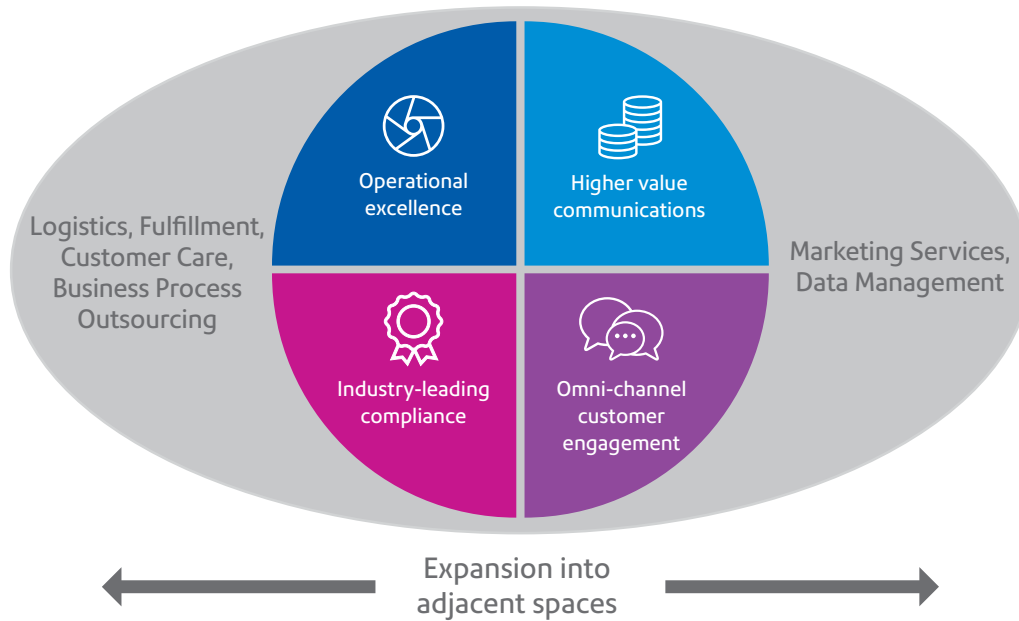 Operational
excellence
Higher value
communications
Logistics, Fulfillment,
Customer Care,
Business Process
Outsourcing
Marketing Services,
Data Management
Industry-leading
compliance
Omni-channel
customer
engagement
Expansion into
adjacent spaces